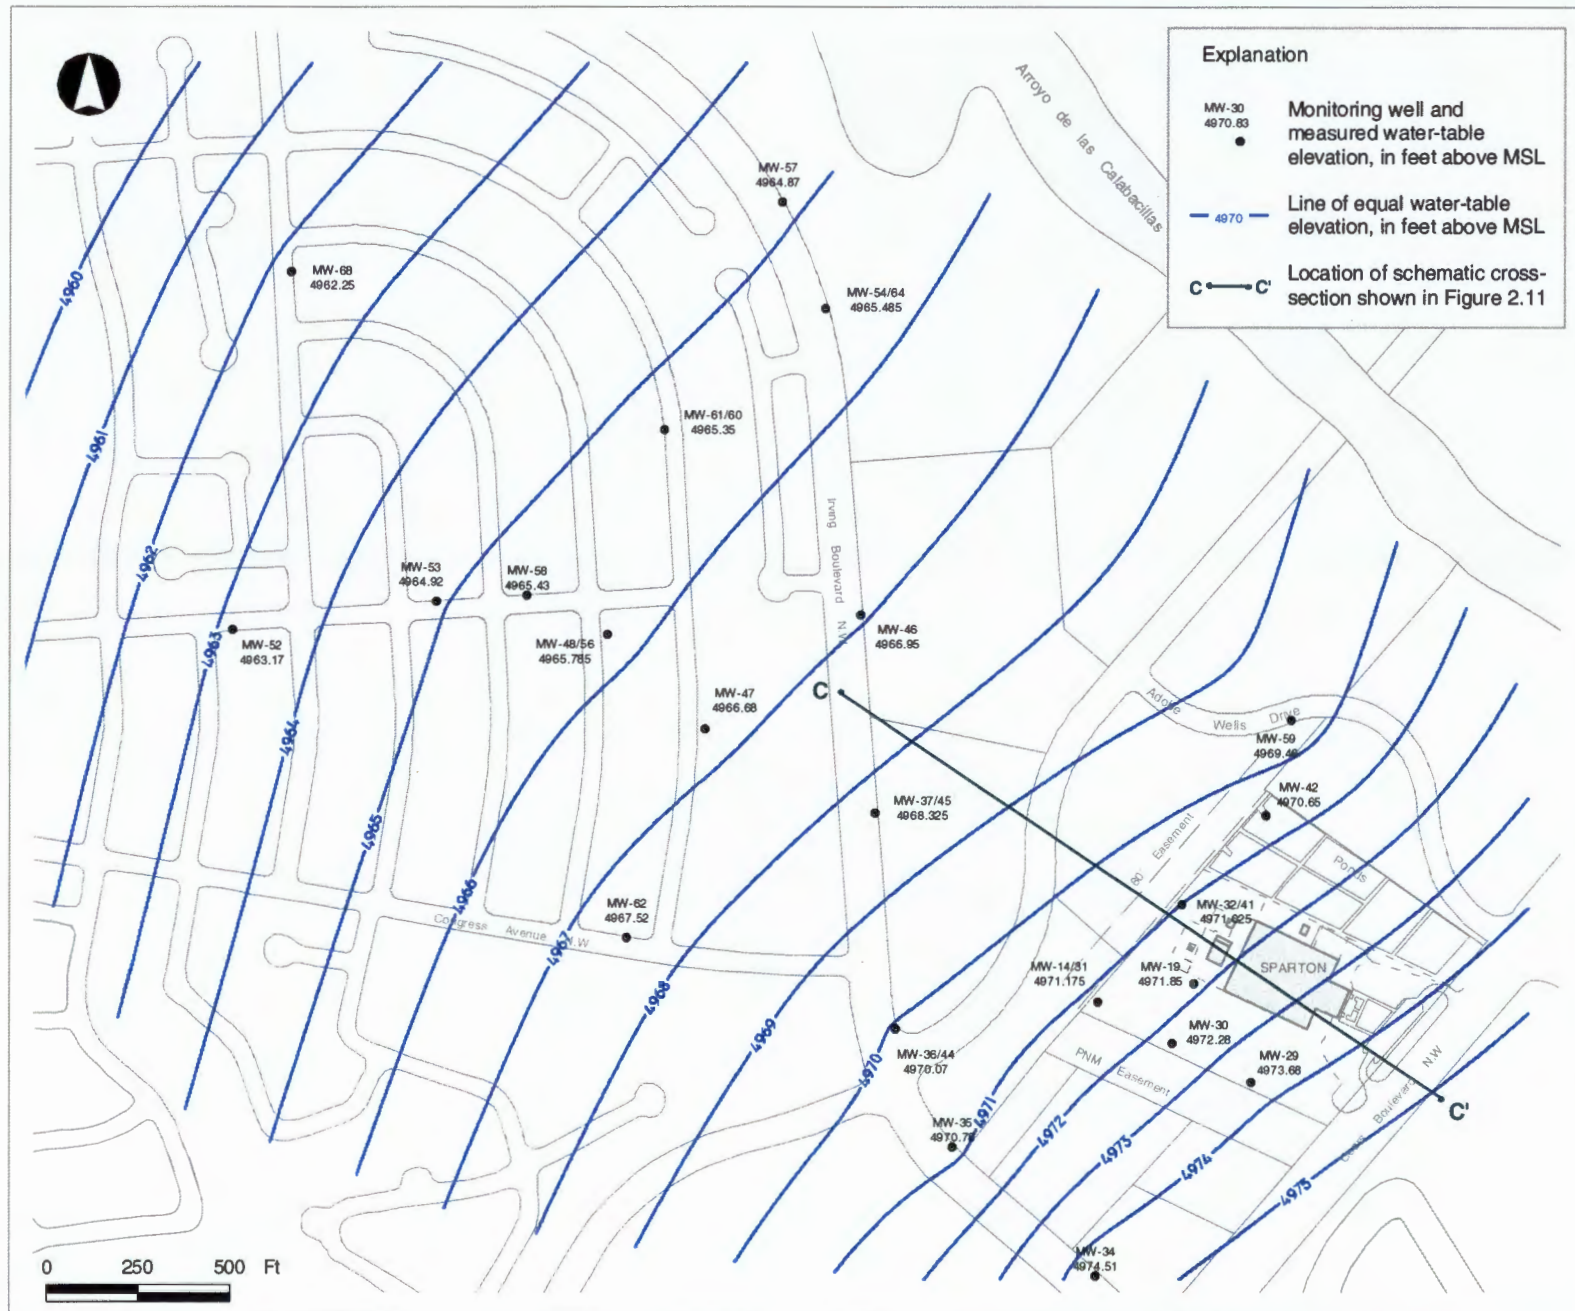 Explanation
MW-30
4970.83
Monitoring well and
measured water-table
elevation, in feet above MSL
4970
Line of equal water-table
elevation, in feet above MSL
C
C'
Location of schematic cross-
section shown in Figure 2.11
Arroyo de las Calabacillas
MW-57
4964.87
MW-68
4962.25
MW-54/64
4965.485
MW-61/60
4965.35
Irving Boulevard N.W
MW-53
4964.92
MW-58
4965.43
MW-52
4963.17
MW-48/56
4965.785
MW-46
4966.95
MW-47
4966.68
C
Adobe Wells Drive
MW-59
4969.46
MW-42
4970.65
MW-37/45
4968.325
80' Easement
Ponds
MW-62
4967.52
Congress Avenue N.W
MW-32/41
4971.025
MW-14/31
4971.175
MW-19
4971.85
SPARTON
MW-36/44
4970.07
MW-30
4972.28
MW-29
4973.68
PNM Easement
Boulevard N.W
C'
MW-35
MW-34
4974.51
4960
4961
4962
4963
4964
4965
4966
4967
4968
4969
4970
4971
4972
4973
4974
4975
0 250 500 Ft